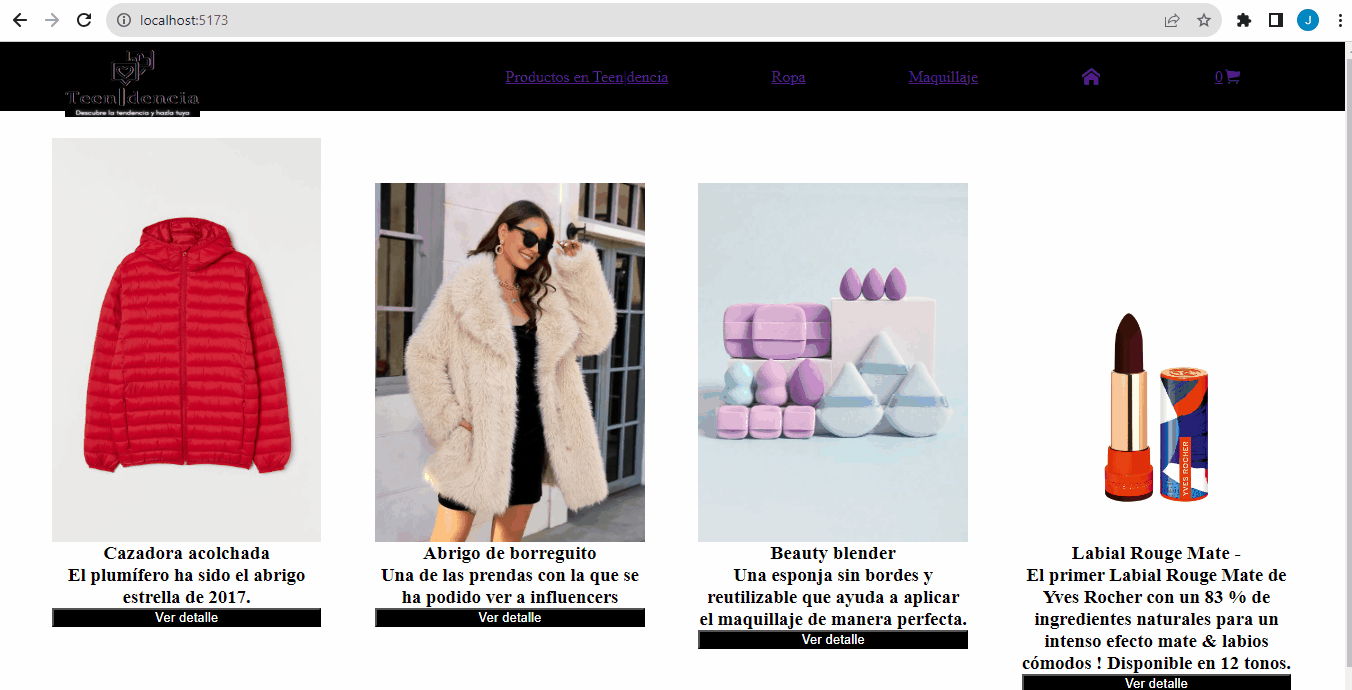 localhost:5173
J
Teen|dencia
Descubre la tendencia y hazla tuya
Productos en Teen|dencia
Ropa
Maquillaje
0
Cazadora acolchada
El plumífero ha sido el abrigo
estrella de 2017.
Ver detalle
Abrigo de borreguito
Una de las prendas con la que se
ha podido ver a influencers
Ver detalle
Beauty blender
Una esponja sin bordes y
reutilizable que ayuda a aplicar
el maquillaje de manera perfecta.
Ver detalle
YVES ROCHER
Labial Rouge Mate -
El primer Labial Rouge Mate de
Yves Rocher con un 83 % de
ingredientes naturales para un
intenso efecto mate & labios
cómodos ! Disponible en 12 tonos.
Ver detalle